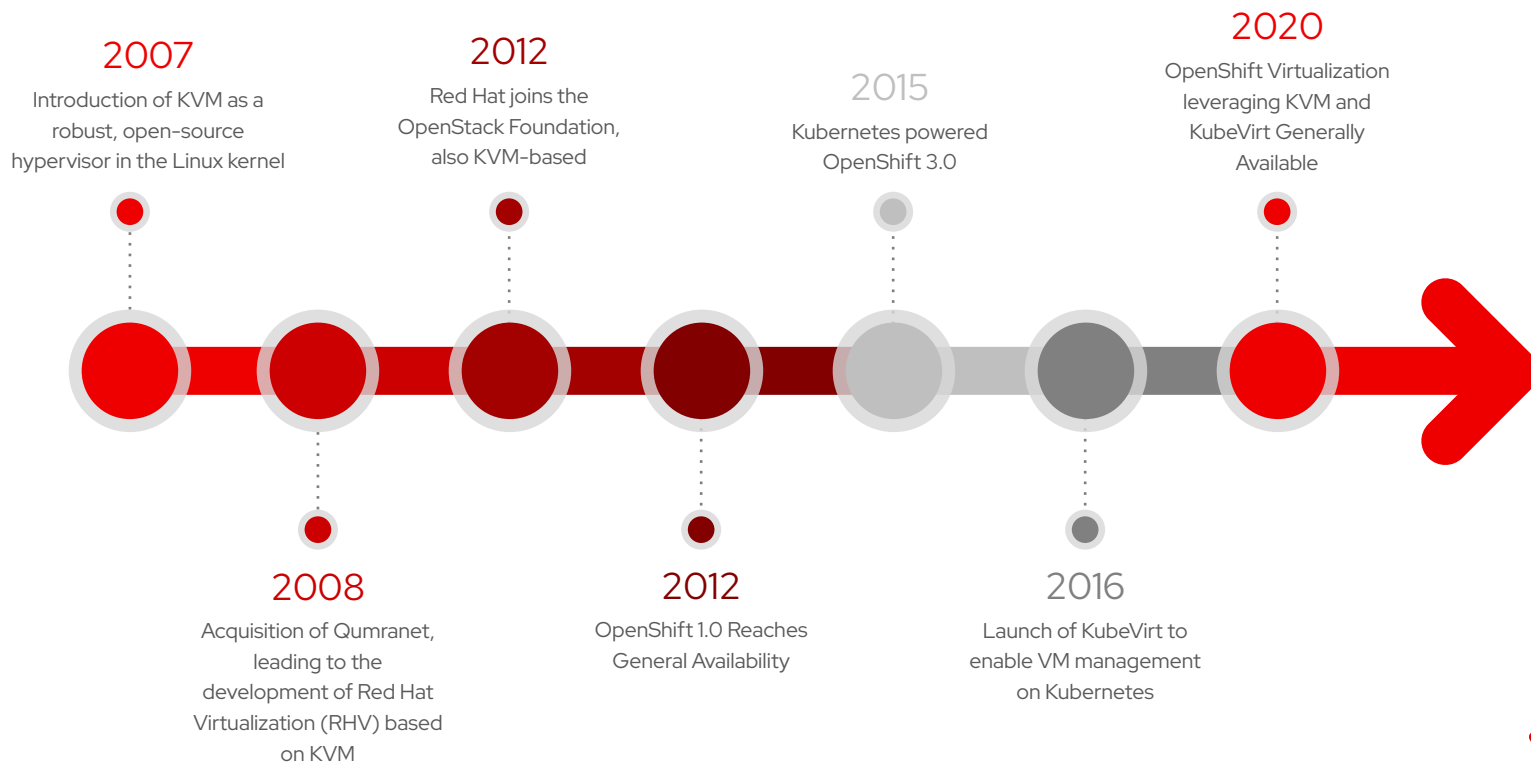 2007
Introduction of KVM as a
robust, open-source
hypervisor in the Linux kernel
2008
Acquisition of Qumranet,
leading to the
development of Red Hat
Virtualization (RHV) based
on KVM
2012
Red Hat joins the
OpenStack Foundation,
also KVM-based
2012
OpenShift 1.0 Reaches
General Availability
2015
Kubernetes powered
OpenShift 3.0
2016
Launch of KubeVirt to
enable VM management
on Kubernetes
2020
OpenShift Virtualization
leveraging KVM and
KubeVirt Generally
Available